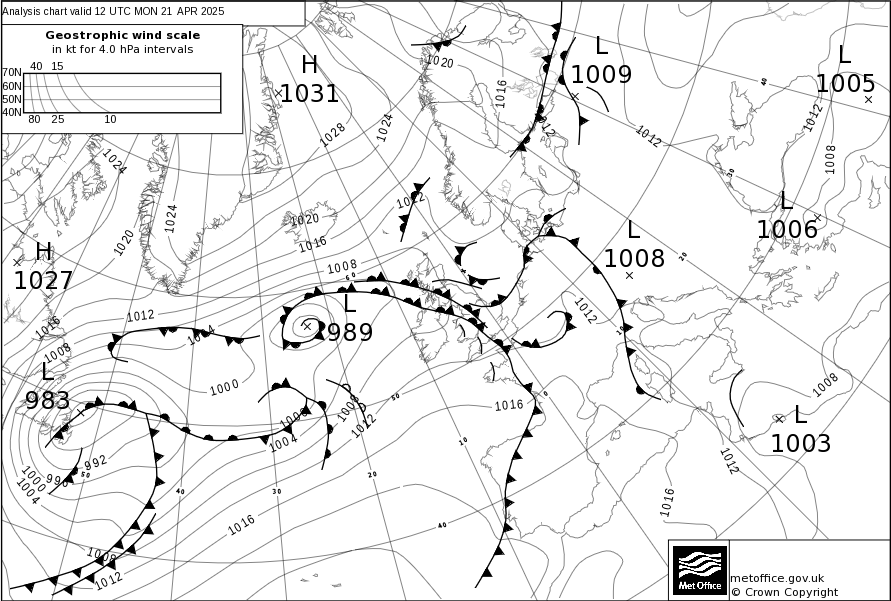 Analysis chart valid 12 UTC MON 21 APR 2025
Geostrophic wind scale
in kt for 4.0 hPa intervals
40 15
70N
60N
50N
40N
80 25 10
H
1031
L
1009
L
1005
1020
1016
1012
1012
1008
1024
1028
1024
1012
1024
1020
1012
1020
1016
L
1006
H
1027
L
1008
1008
1012
L
989
1012
1016
1004
1008
1000
L
983
1016
1008
1008
1012
1000
1004
L
1003
992
996
1000
1004
1012
1016
1016
1008
1012
40
30
20
10
0
10
20
30
40
50
60
50
40
metoffice.gov.uk
© Crown Copyright
Met Office